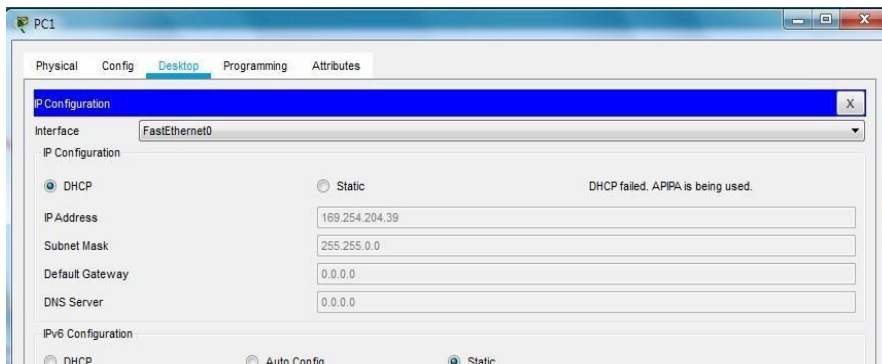 PC1
X
Physical Config Desktop Programming Attributes
IP Configuration X
Interface FastEthernet0
IP Configuration
DHCP Static DHCP failed. APIPA is being used.
IP Address 169.254.204.39
Subnet Mask 255.255.0.0
Default Gateway 0.0.0.0
DNS Server 0.0.0.0
IPv6 Configuration
DHCP Auto Config Static